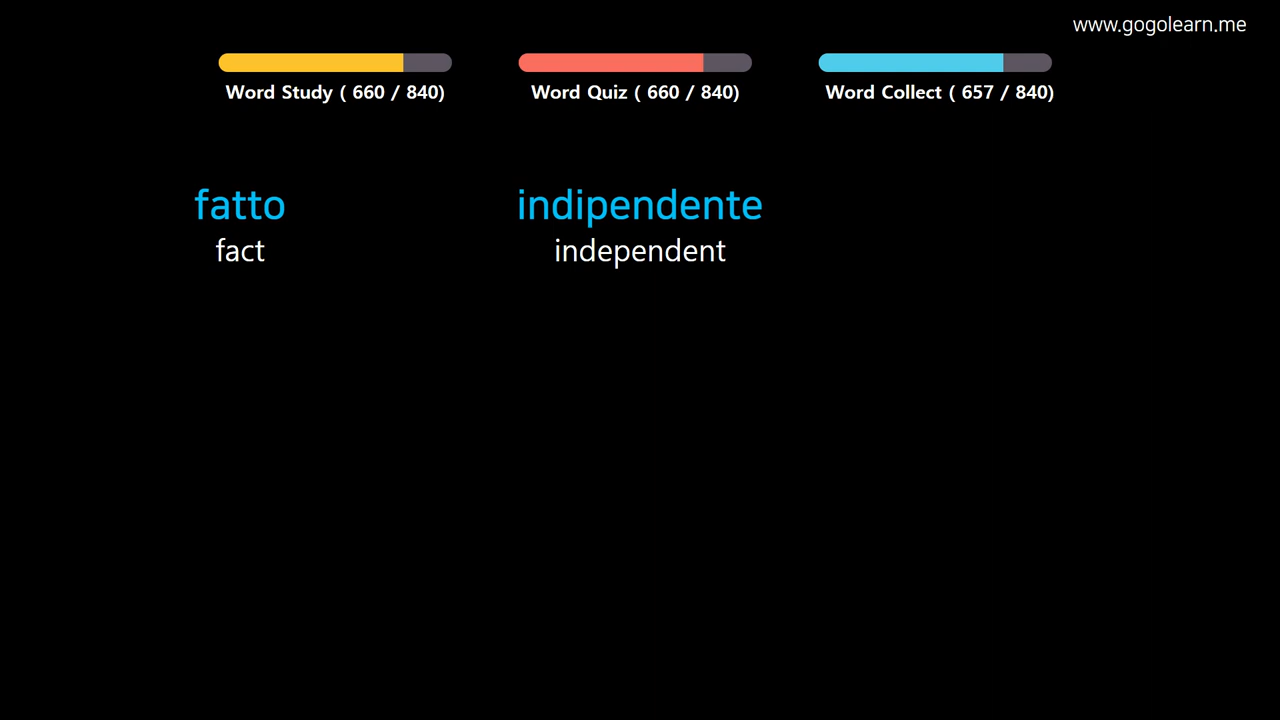 www.gogolearn.me
Word Study ( 660 / 840)
Word Quiz ( 660 / 840)
Word Collect ( 657 / 840)
fatto
fact
indipendente
independent